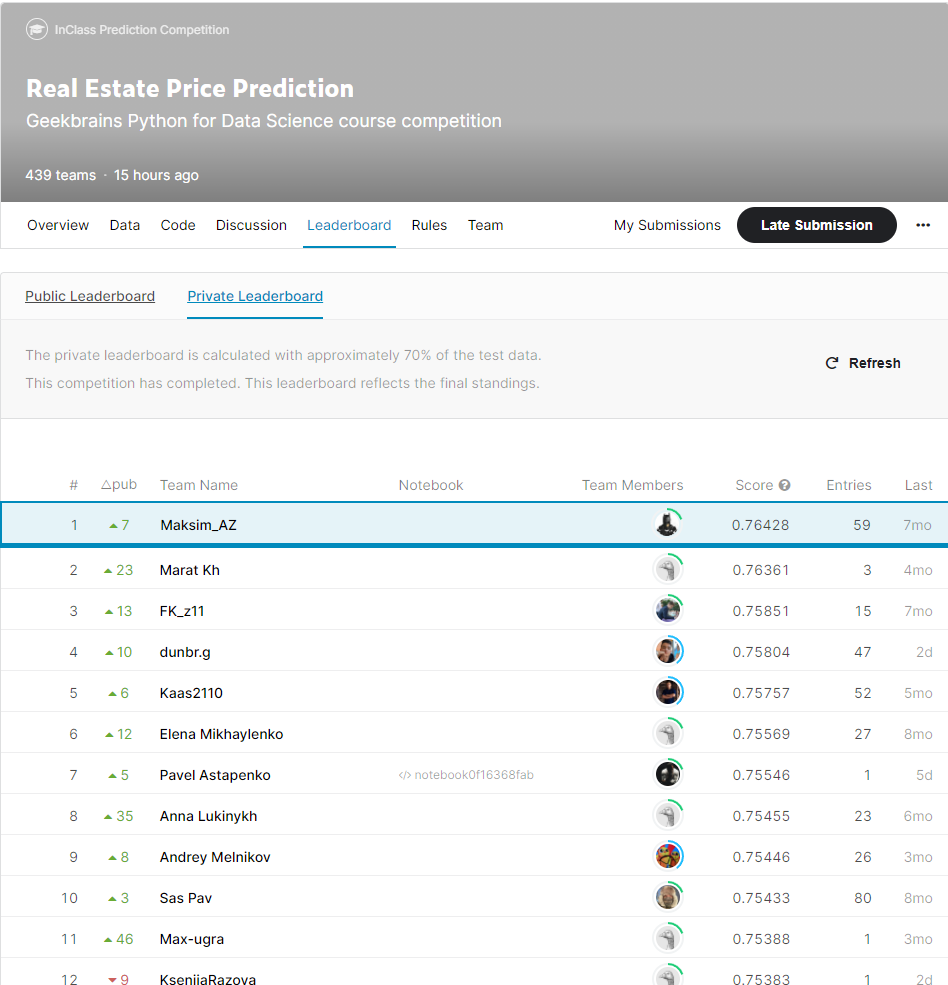 InClass Prediction Competition
Real Estate Price Prediction
Geekbrains Python for Data Science course competition
439 teams · 15 hours ago
Overview Data Code Discussion Leaderboard Rules Team My Submissions Late Submission ···
Public Leaderboard Private Leaderboard
The private leaderboard is calculated with approximately 70% of the test data.
This competition has completed. This leaderboard reflects the final standings.
Refresh
# △pub Team Name Notebook Team Members Score ? Entries Last
1 ▲7 Maksim_AZ 0.76428 59 7mo
2 ▲23 Marat Kh 0.76361 3 4mo
3 ▲13 FK_z11 0.75851 15 7mo
4 ▲10 dunbr.g 0.75804 47 2d
5 ▲6 Kaas2110 0.75757 52 5mo
6 ▲12 Elena Mikhaylenko 0.75569 27 8mo
7 ▲5 Pavel Astapenko </> notebook0f16368fab 0.75546 1 5d
8 ▲35 Anna Lukinykh 0.75455 23 6mo
9 ▲8 Andrey Melnikov 0.75446 26 3mo
10 ▲3 Sas Pav 0.75433 80 8mo
11 ▲46 Max-ugra 0.75388 1 3mo
12 ▼9 KseniiaRazova 0.75383 1 2d